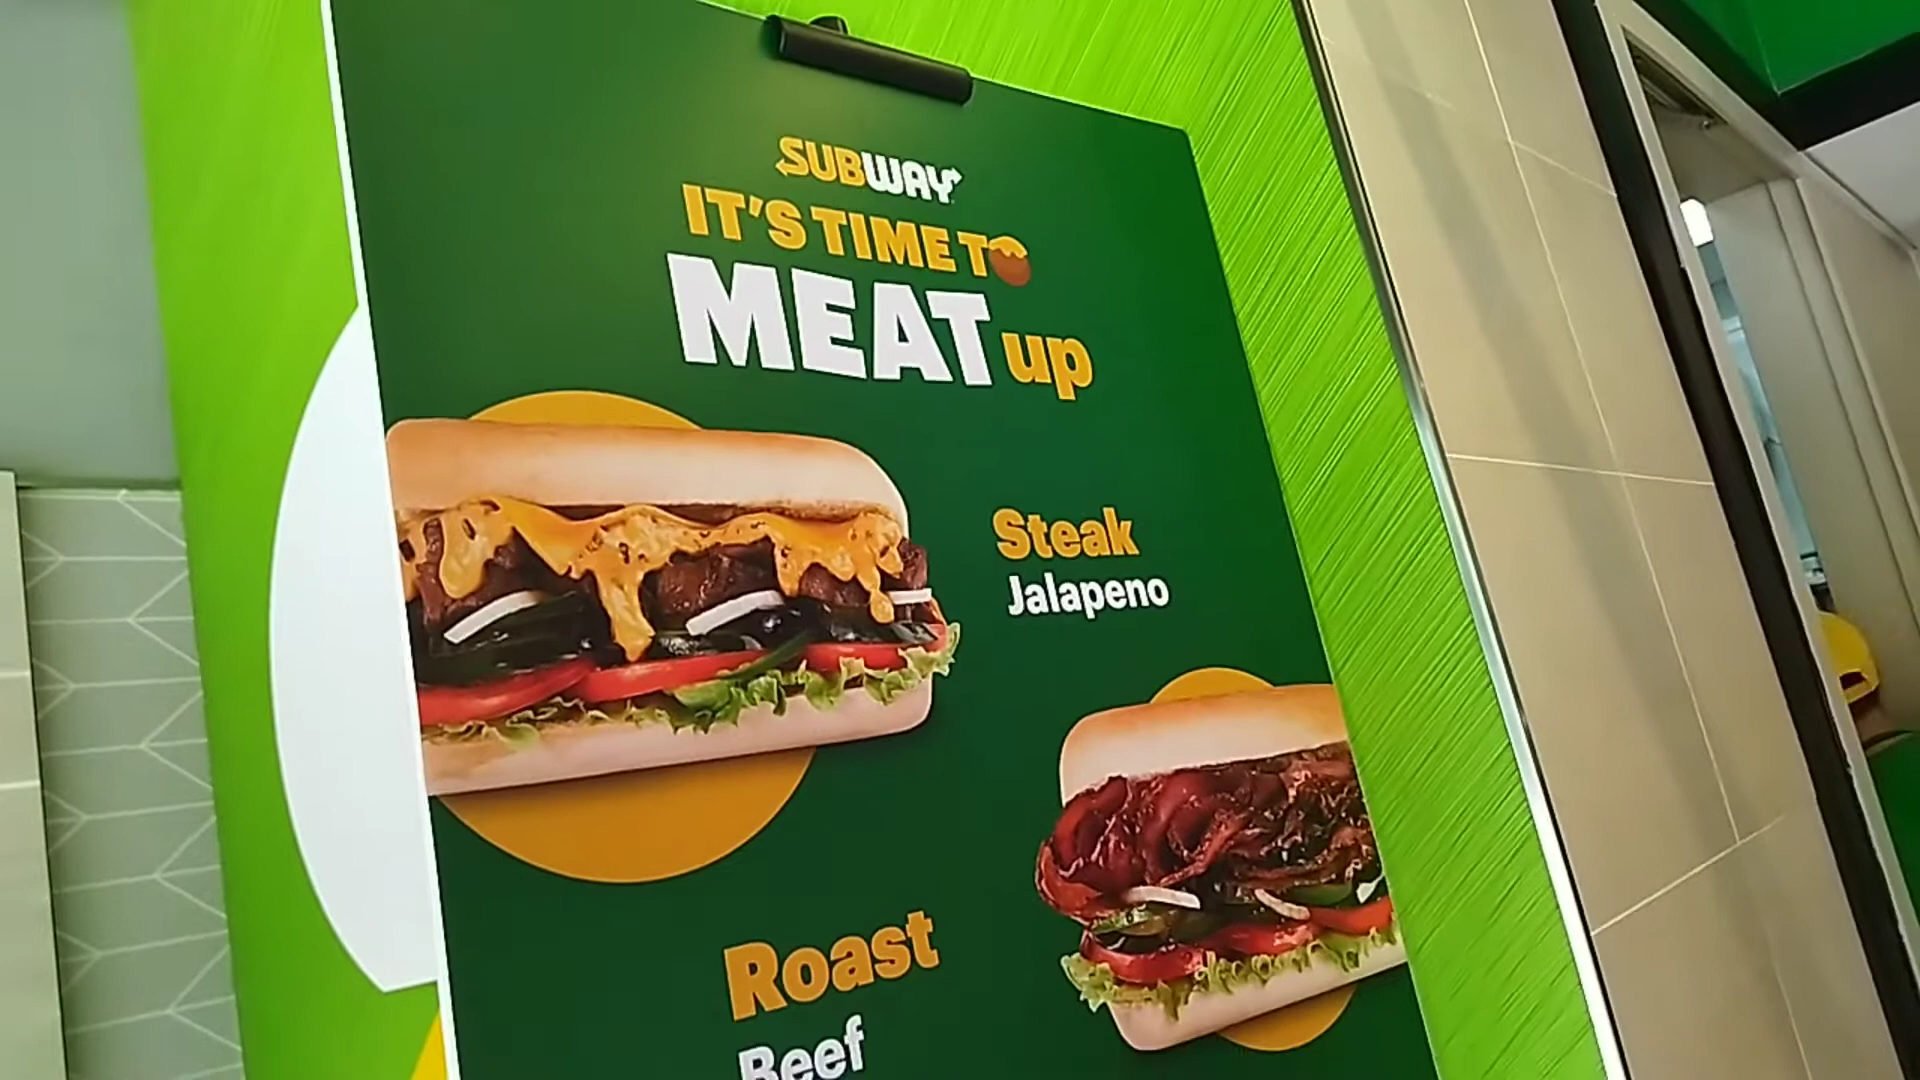 SUBWAY
IT'S TIME TO
MEAT up
Steak
Jalapeno
Roast
Beef